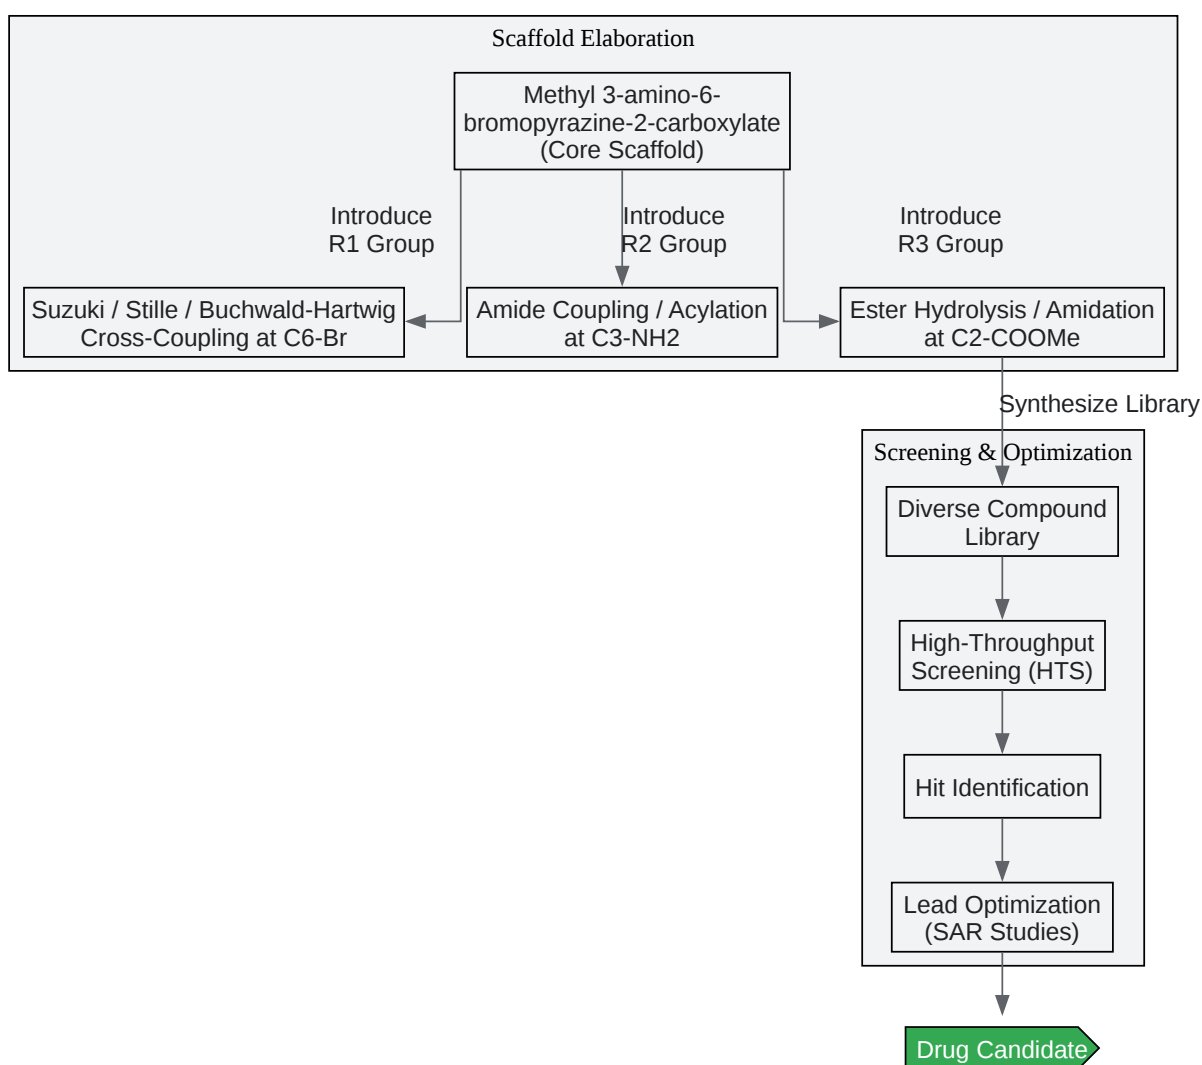 Scaffold Elaboration
Methyl 3-amino-6-
bromopyrazine-2-carboxylate
(Core Scaffold)
Introduce
R1 Group
Introduce
R2 Group
Introduce
R3 Group
Suzuki / Stille / Buchwald-Hartwig
Cross-Coupling at C6-Br
Amide Coupling / Acylation
at C3-NH2
Ester Hydrolysis / Amidation
at C2-COOMe
Synthesize Library
Screening & Optimization
Diverse Compound
Library
High-Throughput
Screening (HTS)
Hit Identification
Lead Optimization
(SAR Studies)
Drug Candidate